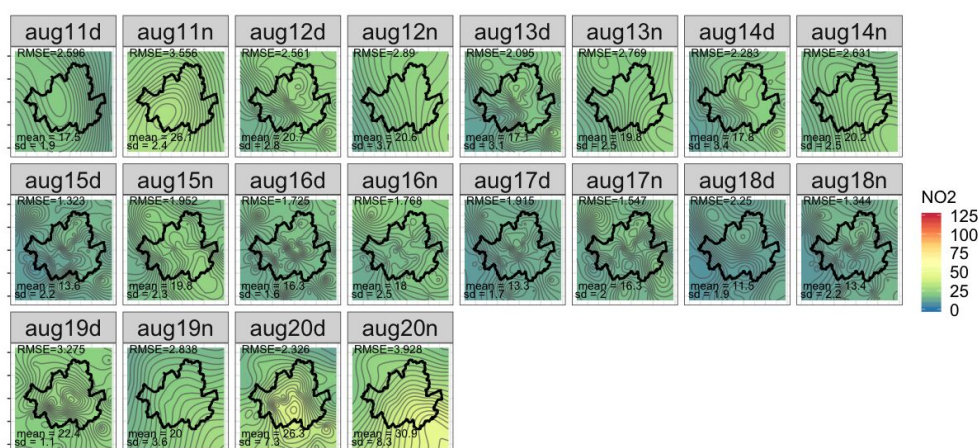 aug11d aug11n aug12d aug12n aug13d aug13n aug14d aug14n
RMSE=2.596 RMSE=3.556 RMSE=2.561 RMSE=2.89 RMSE=2.095 RMSE=2.769 RMSE=2.283 RMSE=2.631
mean = 17.5 mean = 26.1 mean = 20.7 mean = 20.6 mean = 17.1 mean = 19.8 mean = 17.8 mean = 20.2
sd = 1.9 sd = 2.4 sd = 2.8 sd = 3.7 sd = 3.1 sd = 2.5 sd = 3.4 sd = 2.5
aug15d aug15n aug16d aug16n aug17d aug17n aug18d aug18n
RMSE=1.323 RMSE=1.952 RMSE=1.725 RMSE=1.768 RMSE=1.915 RMSE=1.547 RMSE=2.25 RMSE=1.344
mean = 13.6 mean = 19.8 mean = 16.3 mean = 18 mean = 13.3 mean = 16.3 mean = 11.5 mean = 13.4
sd = 2.2 sd = 2.3 sd = 1.6 sd = 2.5 sd = 1.7 sd = 2 sd = 1.9 sd = 2.2
NO2
125
100
75
50
25
0
aug19d aug19n aug20d aug20n
RMSE=3.275 RMSE=2.838 RMSE=2.326 RMSE=3.928
mean = 22.4 mean = 20 mean = 26.3 mean = 30.9
sd = 1.1 sd = 3.6 sd = 7.3 sd = 8.3